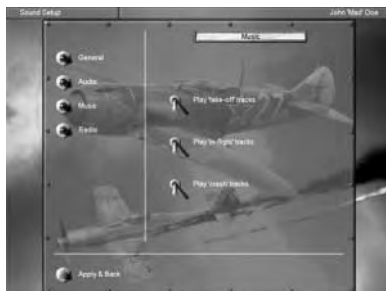 Sound Setup
John 'Mad' Doe
Music
General
Audio
Music
Radio
Play 'take-off' tracks
Play 'in-flight' tracks
Play 'crash' tracks
Apply & Back